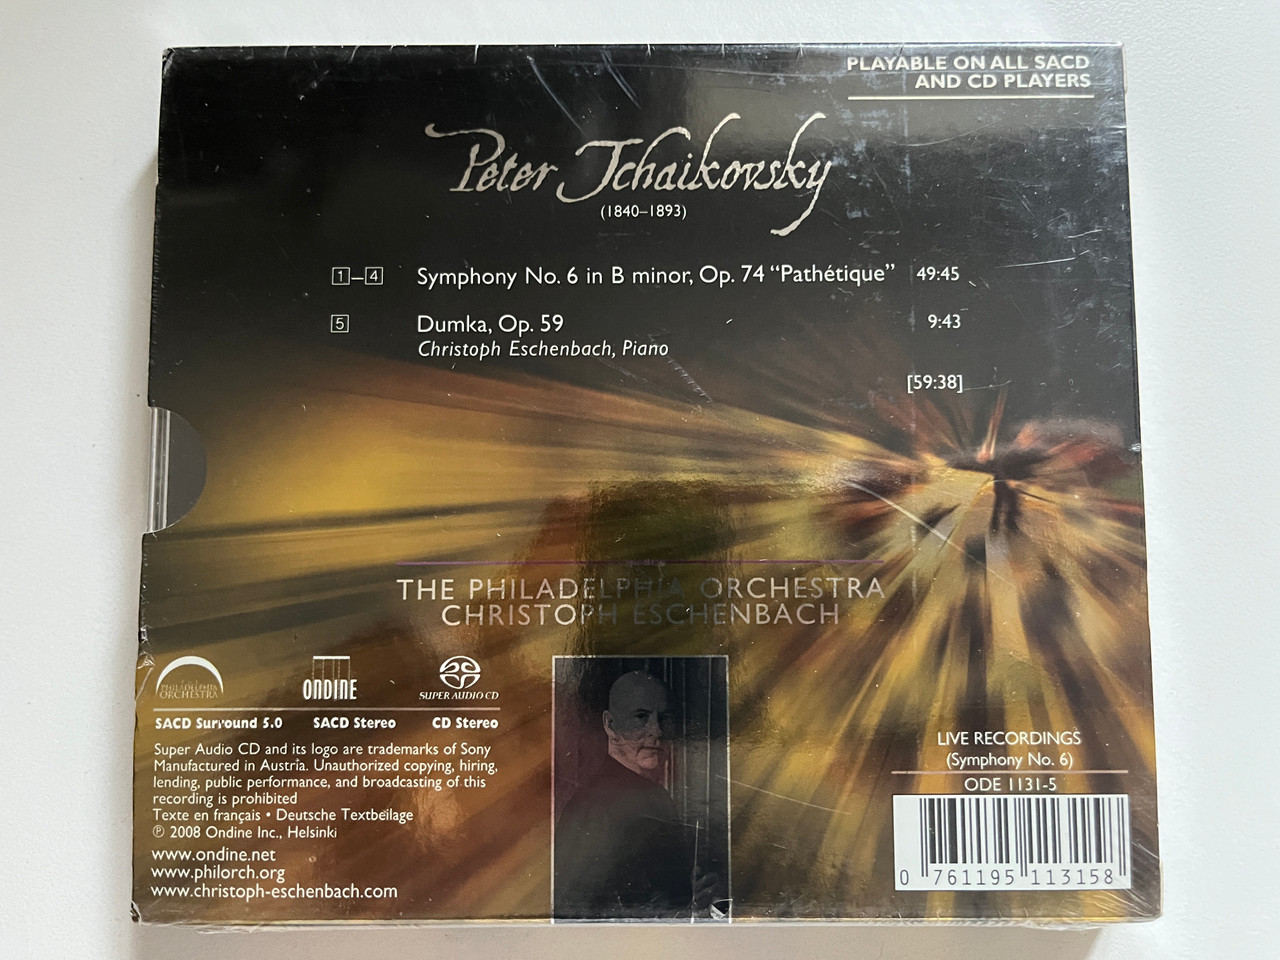 PLAYABLE ON ALL SACD
AND CD PLAYERS
Peter Tchaikovsky
(1840–1893)
1–4 Symphony No. 6 in B minor, Op. 74 “Pathétique” 49:45
5 Dumka, Op. 59 9:43
Christoph Eschenbach, Piano
[59:38]
THE PHILADELPHIA ORCHESTRA
CHRISTOPH ESCHENBACH
PHILADELPHIA
ORCHESTRA
ONDINE
SUPER AUDIO CD
SACD Surround 5.0 SACD Stereo CD Stereo
Super Audio CD and its logo are trademarks of Sony
Manufactured in Austria. Unauthorized copying, hiring,
lending, public performance, and broadcasting of this
recording is prohibited
Texte en français • Deutsche Textbeilage
℗ 2008 Ondine Inc., Helsinki
www.ondine.net
www.philorch.org
www.christoph-eschenbach.com
LIVE RECORDINGS
(Symphony No. 6)
ODE 1131-5
0 761195 113158